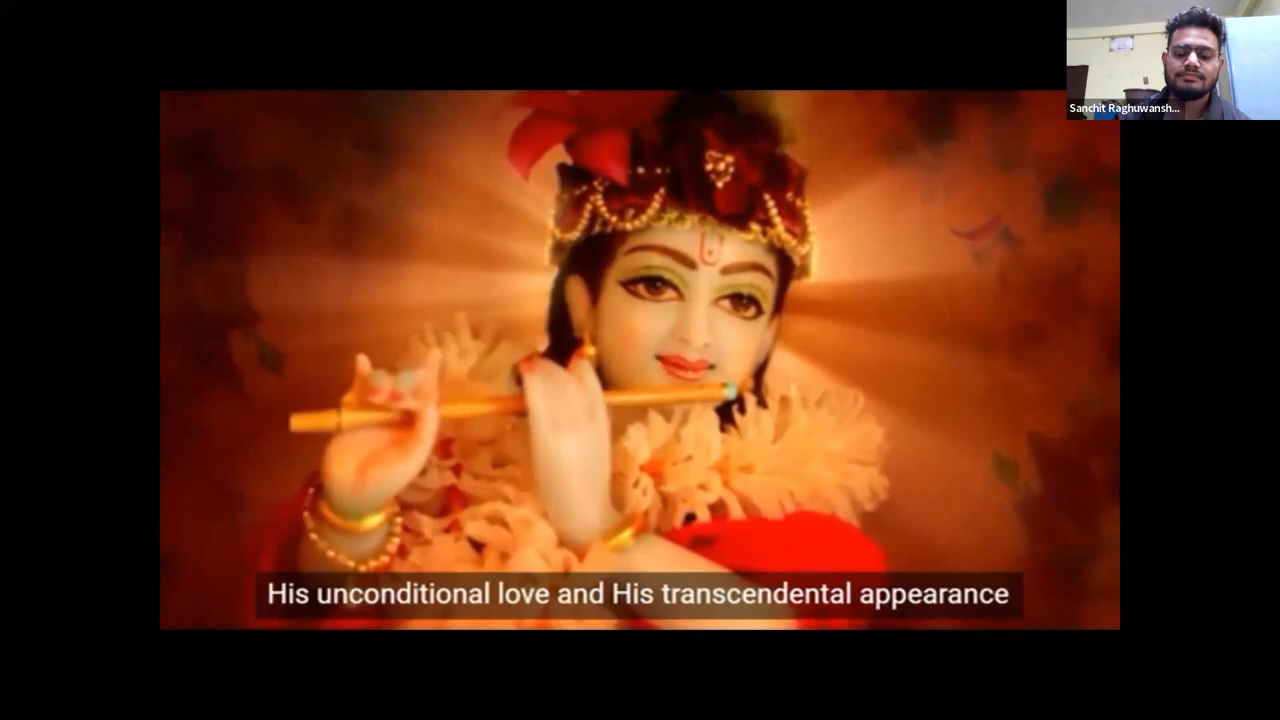 Sanchit Raghuwansh...
His unconditional love and His transcendental appearance